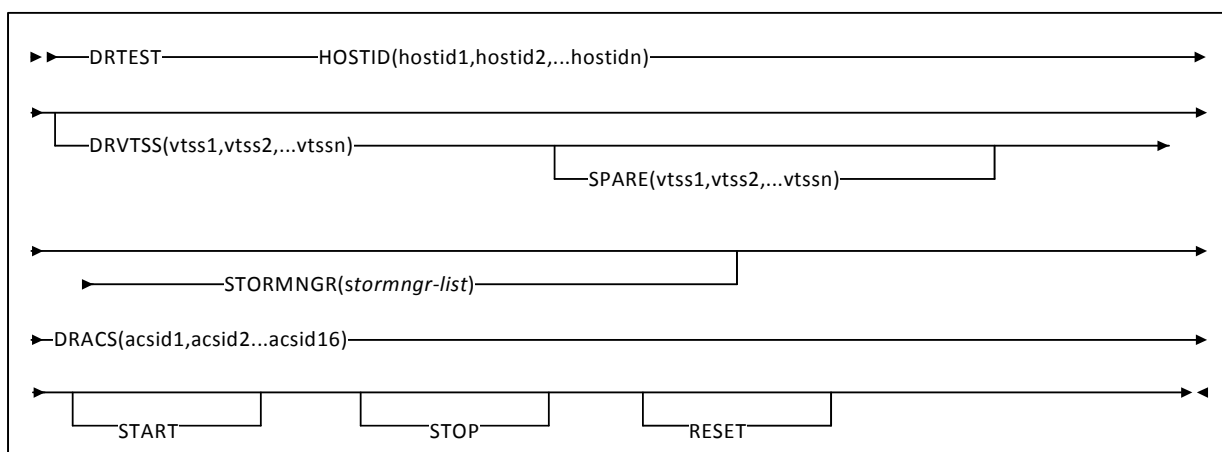 DRTEST HOSTID(hostid1,hostid2,...hostidn)
DRVTSS(vtss1,vtss2,...vtssn)
SPARE(vtss1,vtss2,...vtssn)
STORMNGR(stormngr-list)
DRACS(acsid1,acsid2...acsid16)
START STOP RESET